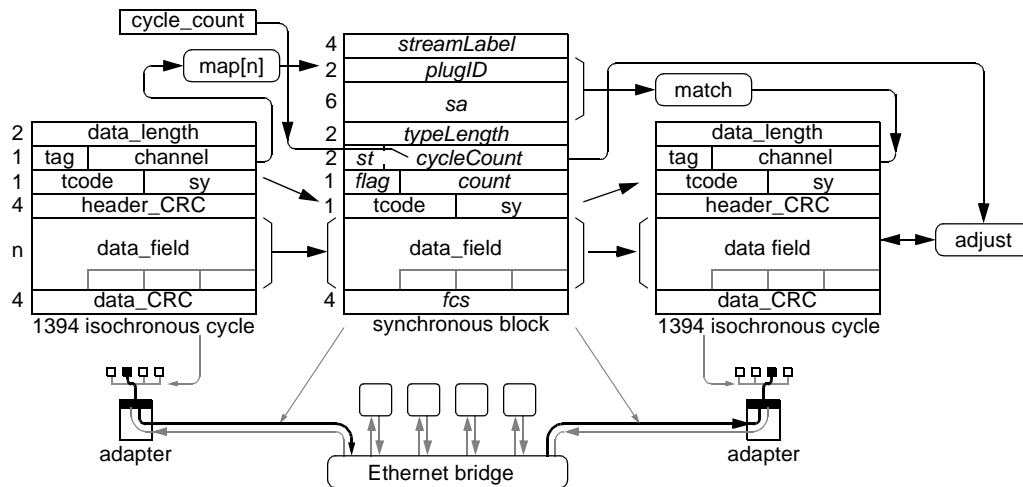 cycle_count
4 streamLabel
map[n]
2 plugID
6 sa
match
2 data_length
2 typeLength
data_length
1 tag channel
2 st cycleCount
tag channel
1 tcode sy
1 flag count
tcode sy
4 header_CRC
1 tcode sy
header_CRC
n data_field
data_field
data field
adjust
4 data_CRC
4 fcs
data_CRC
1394 isochronous cycle
synchronous block
1394 isochronous cycle
adapter
Ethernet bridge
adapter